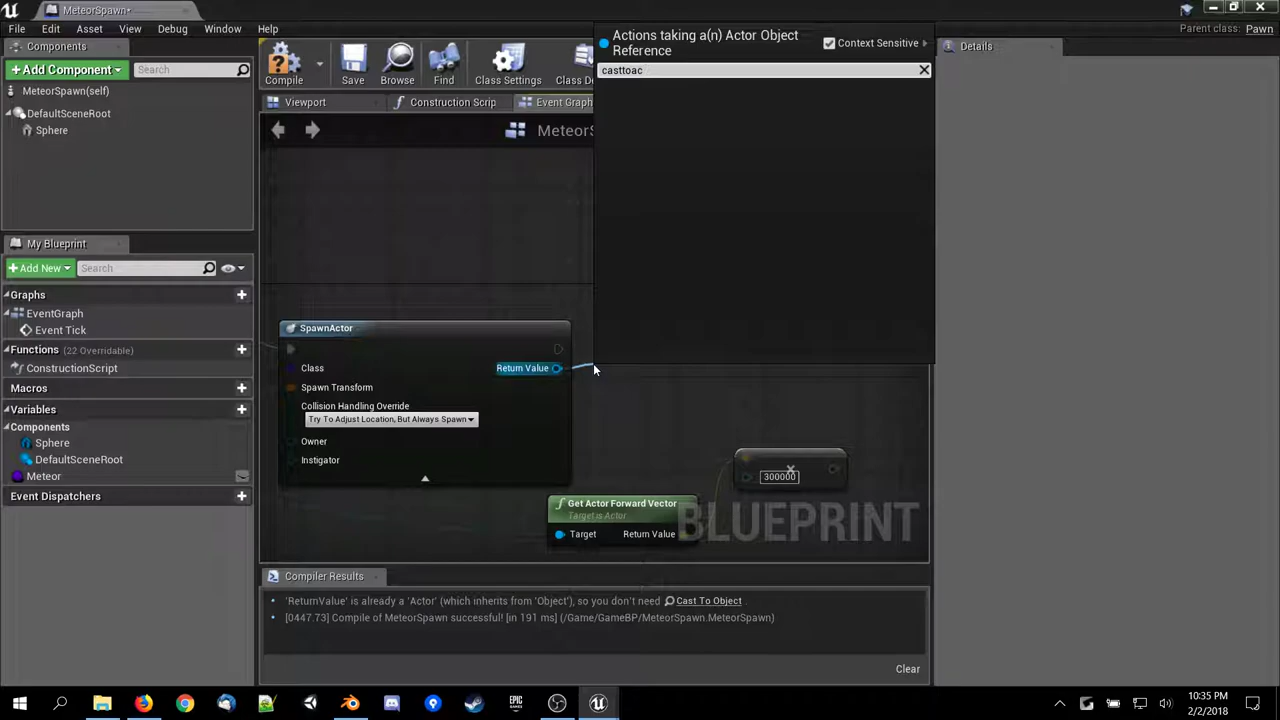 MeteorSpawn*
File Edit Asset View Debug Window Help
Parent class: Pawn
Components
Add Component
Search
MeteorSpawn(self)
DefaultSceneRoot
Sphere
Compile
Save
Browse
Find
Class Settings
Class De
Viewport
Construction Scrip
Event Graph
MeteorS
Actions taking a(n) Actor Object
Reference
Context Sensitive
casttoac
Details
My Blueprint
Add New
Search
Graphs
EventGraph
Event Tick
Functions (22 Overridable)
ConstructionScript
Macros
Variables
Components
Sphere
DefaultSceneRoot
Meteor
Event Dispatchers
SpawnActor
Class
Return Value
Spawn Transform
Collision Handling Override
Try To Adjust Location, But Always Spawn
Owner
Instigator
300000
Get Actor Forward Vector
Target is Actor
Target
Return Value
BLUEPRINT
Compiler Results
'ReturnValue' is already a 'Actor' (which inherits from 'Object'), so you don't need Cast To Object
[0447.73] Compile of MeteorSpawn successful! [in 191 ms] (/Game/GameBP/MeteorSpawn.MeteorSpawn)
Clear
EPIC
GAMES
10:35 PM
2/2/2018